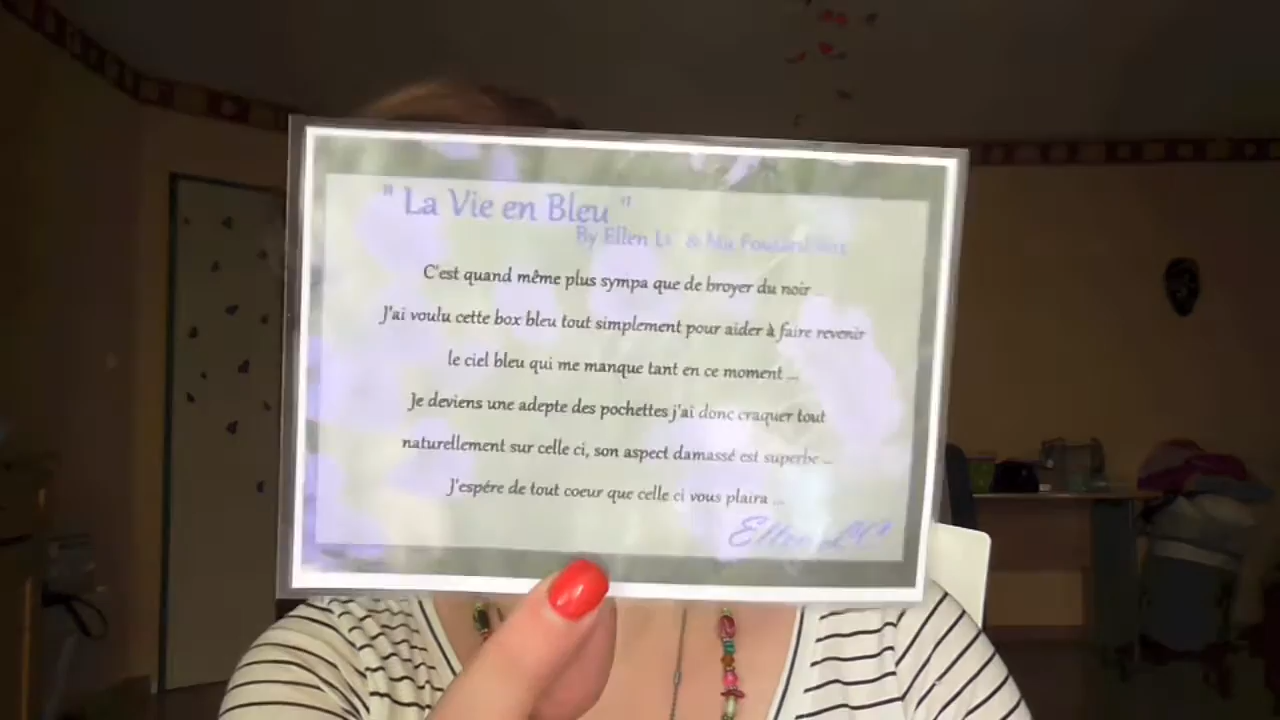 " La Vie en Bleu "
By Ellen L. &
C'est quand même plus sympa que de broyer du noir
J'ai voulu cette box bleu tout simplement pour aider à faire revenir
le ciel bleu qui me manque tant en ce moment ...
Je deviens une adepte des pochettes j'ai donc craquer tout
naturellement sur celle ci, son aspect damassé est superbe ...
J'espére de tout coeur que celle ci vous plaira ...